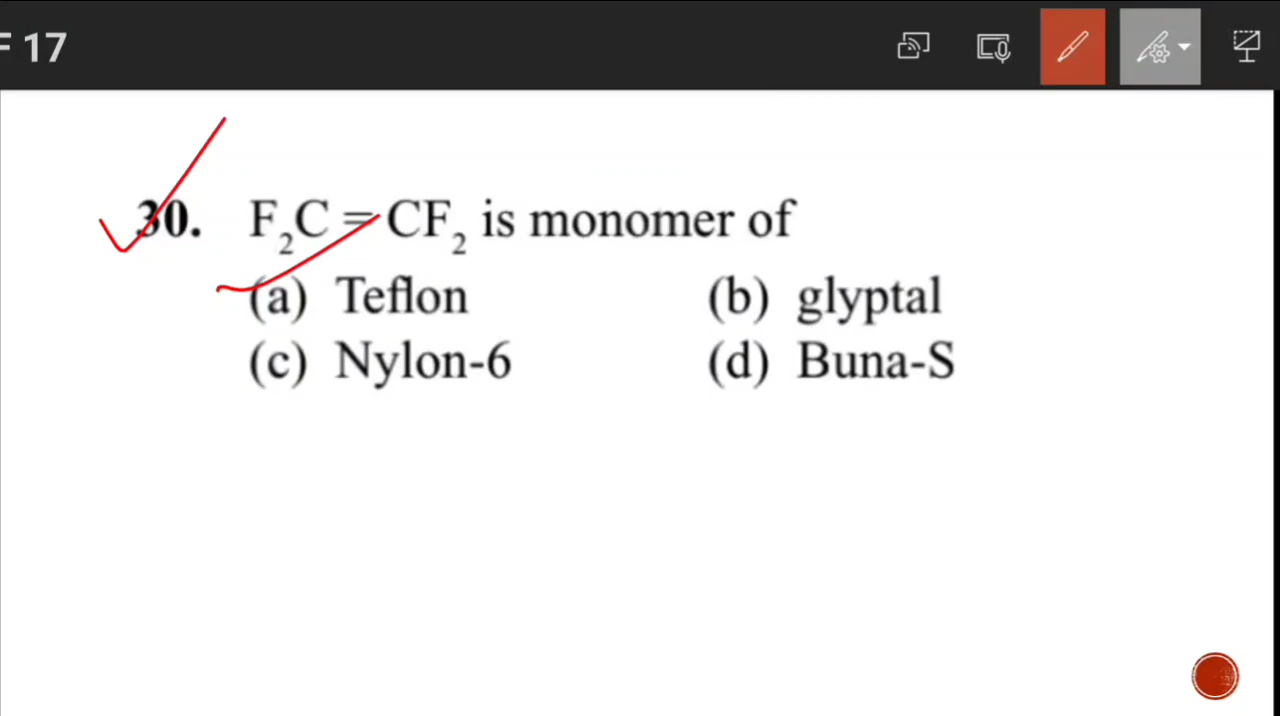 F 17
30. F₂C = CF₂ is monomer of
(a) Teflon (b) glyptal
(c) Nylon-6 (d) Buna-S